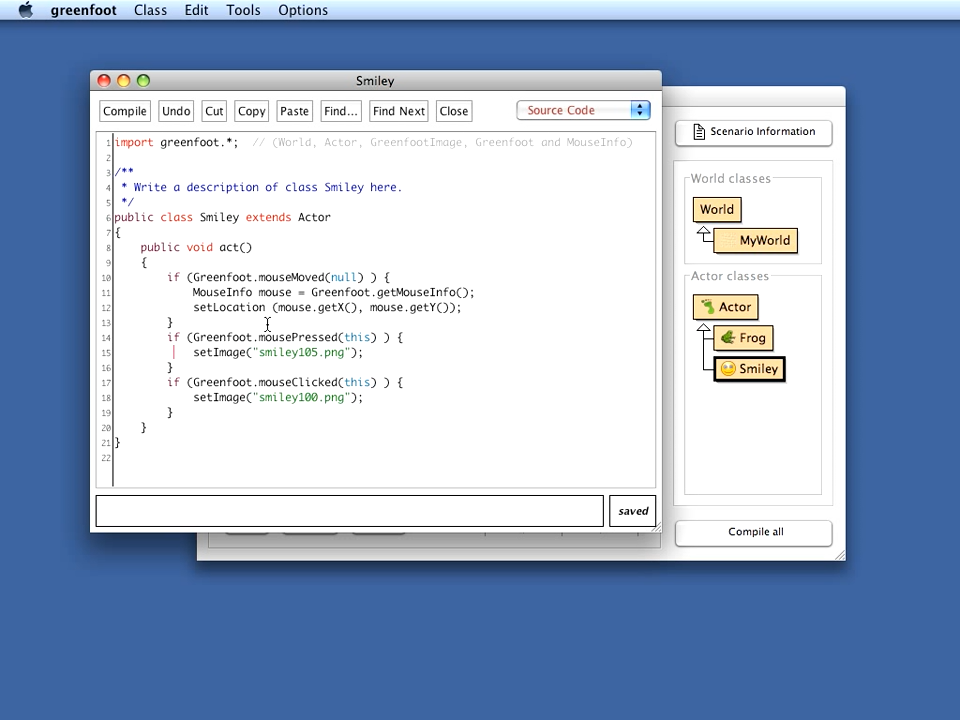 greenfoot Class Edit Tools Options
Smiley
Compile Undo Cut Copy Paste Find... Find Next Close Source Code
1 import greenfoot.*;  // (World, Actor, GreenfootImage, Greenfoot and MouseInfo)
2
3 /**
4  * Write a description of class Smiley here.
5  */
6 public class Smiley extends Actor
7 {
8     public void act()
9     {
10         if (Greenfoot.mouseMoved(null) ) {
11             MouseInfo mouse = Greenfoot.getMouseInfo();
12             setLocation (mouse.getX(), mouse.getY());
13         }
14         if (Greenfoot.mousePressed(this) ) {
15             setImage("smiley105.png");
16         }
17         if (Greenfoot.mouseClicked(this) ) {
18             setImage("smiley100.png");
19         }
20     }
21 }
22
saved
Scenario Information
World classes
World
MyWorld
Actor classes
Actor
Frog
Smiley
Compile all